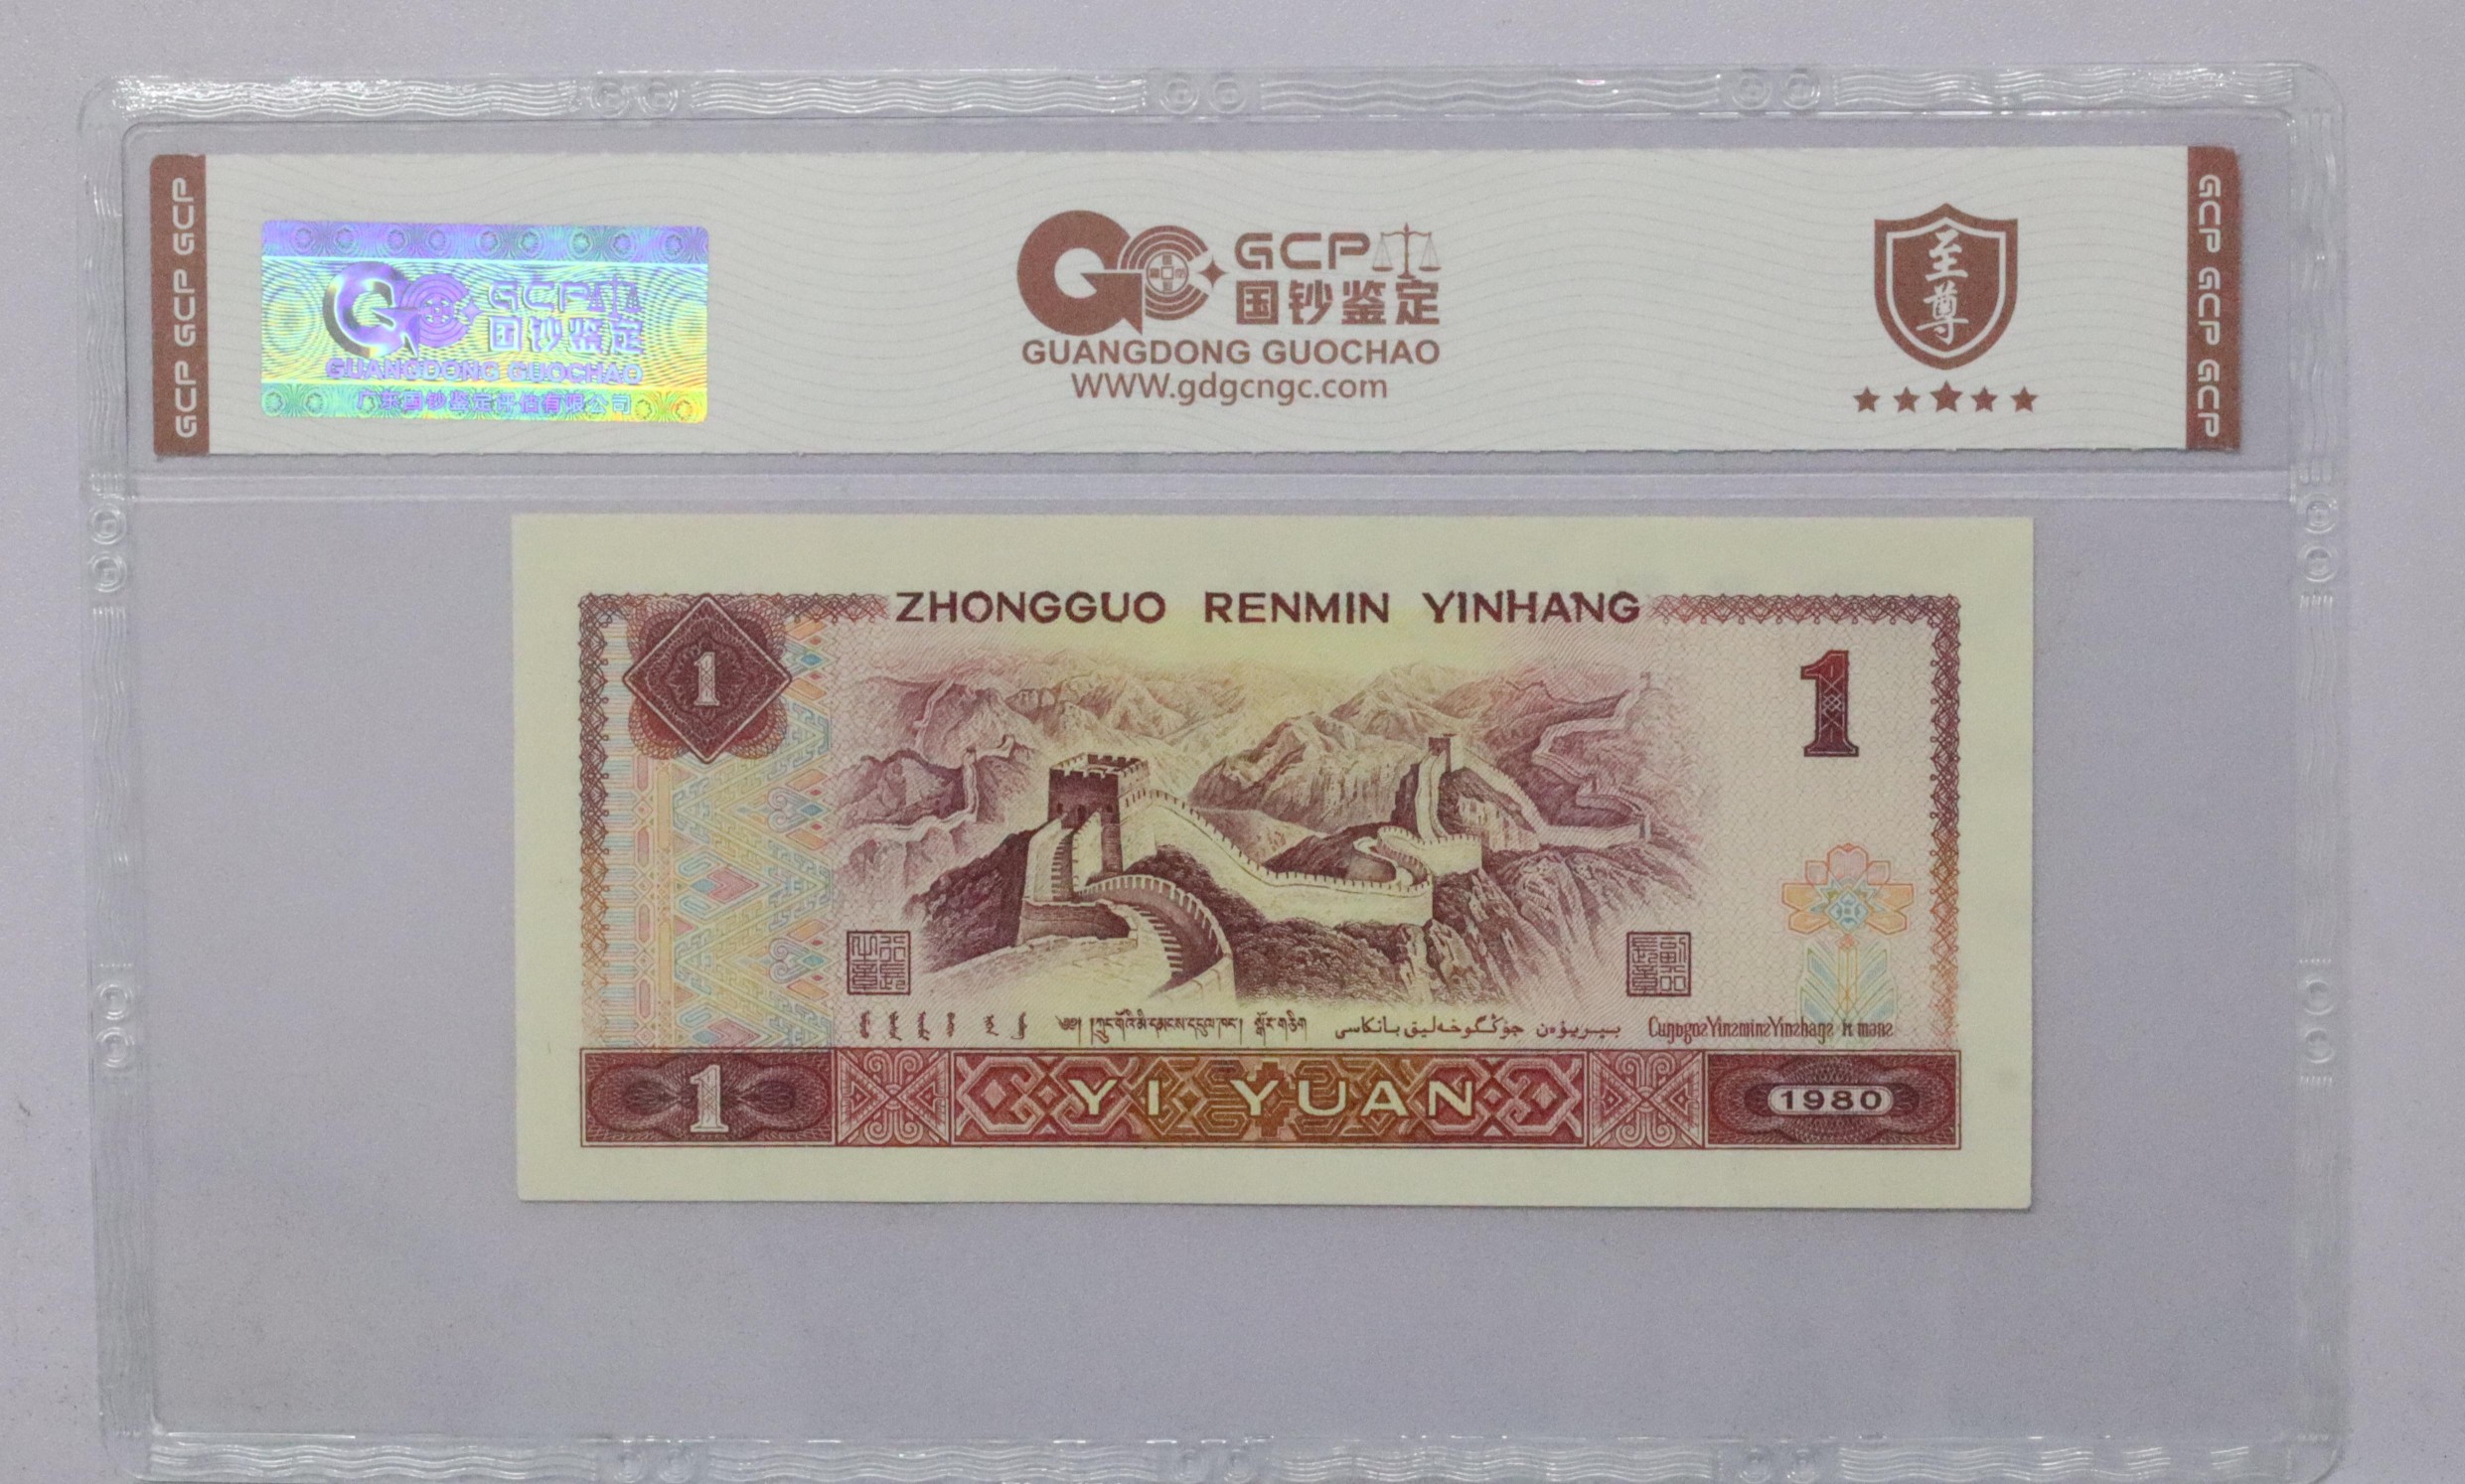 GCP GCP GCP
GCP
国钞鉴定
GUANGDONG GUOCHAO
广东国钞鉴定评估有限公司
GCP
国钞鉴定
GUANGDONG GUOCHAO
WWW.gdgcngc.com
至尊
GCP GCP GCP
ZHONGGUO RENMIN YINHANG
1
1
1
YI YUAN
1980